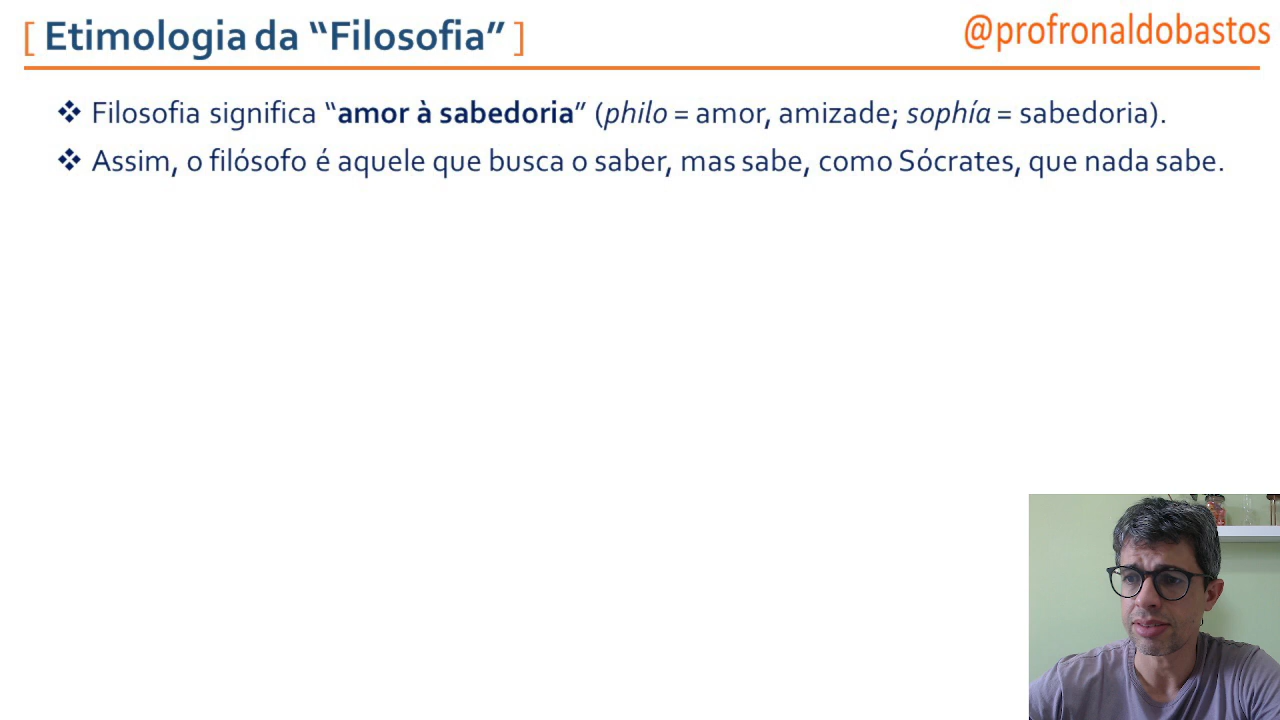 [ Etimologia da “Filosofia” ]
@profronaldobastos
❖ Filosofia significa “amor à sabedoria” (philo = amor, amizade; sophía = sabedoria).
❖ Assim, o filósofo é aquele que busca o saber, mas sabe, como Sócrates, que nada sabe.